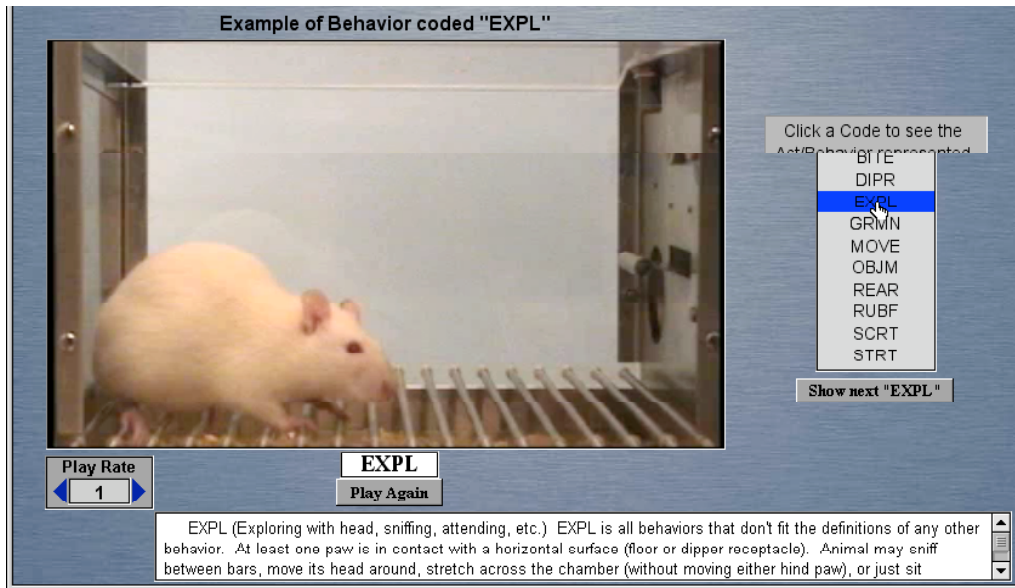 Example of Behavior coded "EXPL"
Click a Code to see the
Act/Behavior represented
BITE
DIPR
EXPL
GRMN
MOVE
OBJM
REAR
RUBF
SCRT
STRT
Show next "EXPL"
EXPL
Play Again
Play Rate
1
EXPL (Exploring with head, sniffing, attending, etc.) EXPL is all behaviors that don't fit the definitions of any other
behavior. At least one paw is in contact with a horizontal surface (floor or dipper receptacle). Animal may sniff
between bars, move its head around, stretch across the chamber (without moving either hind paw), or just sit